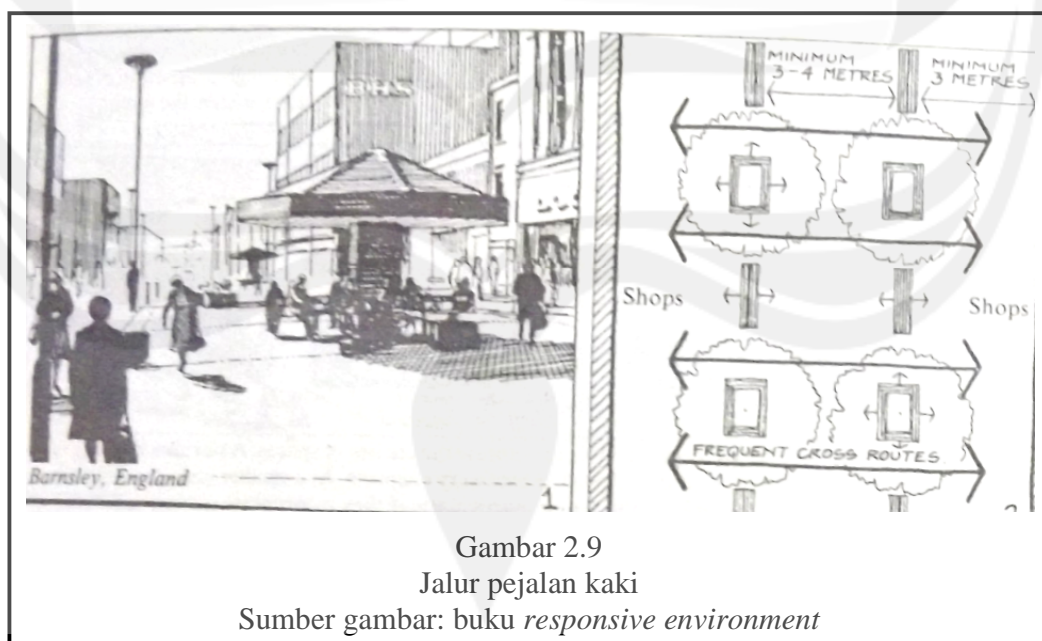 BHS
Barnsley, England
1
MINIMUM
3-4 METRES
MINIMUM
3 METRES
Shops
Shops
FREQUENT CROSS ROUTES
Gambar 2.9
Jalur pejalan kaki
Sumber gambar: buku responsive environment